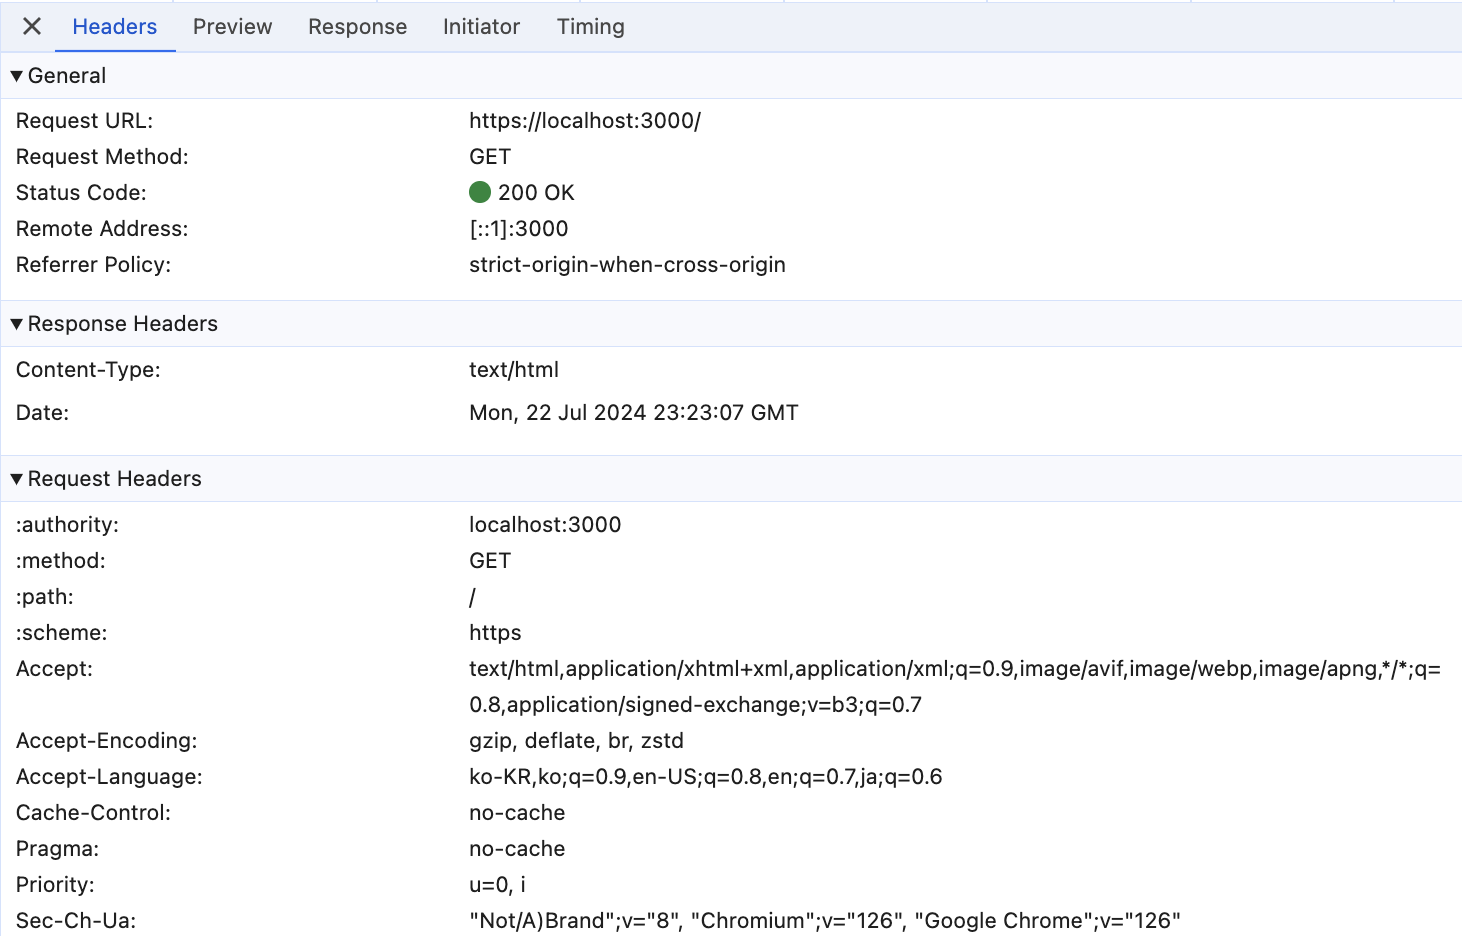 Headers Preview Response Initiator Timing
General
Request URL: https://localhost:3000/
Request Method: GET
Status Code: 200 OK
Remote Address: [::1]:3000
Referrer Policy: strict-origin-when-cross-origin
Response Headers
Content-Type: text/html
Date: Mon, 22 Jul 2024 23:23:07 GMT
Request Headers
:authority: localhost:3000
:method: GET
:path: /
:scheme: https
Accept: text/html,application/xhtml+xml,application/xml;q=0.9,image/avif,image/webp,image/apng,*/*;q=
0.8,application/signed-exchange;v=b3;q=0.7
Accept-Encoding: gzip, deflate, br, zstd
Accept-Language: ko-KR,ko;q=0.9,en-US;q=0.8,en;q=0.7,ja;q=0.6
Cache-Control: no-cache
Pragma: no-cache
Priority: u=0, i
Sec-Ch-Ua: "Not/A)Brand";v="8", "Chromium";v="126", "Google Chrome";v="126"